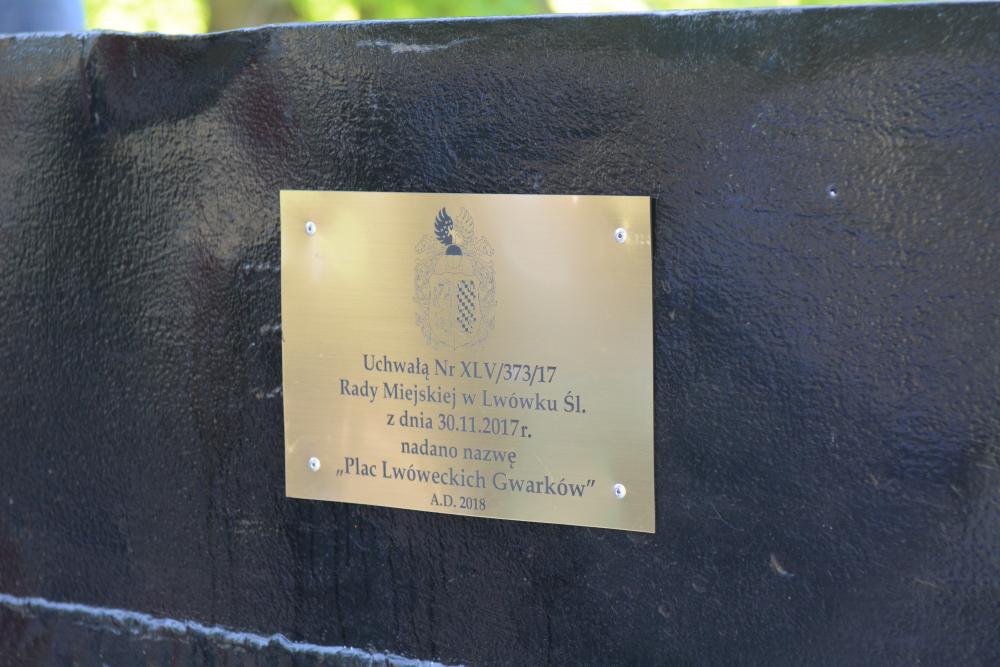 Uchwałą Nr XLV/373/17
Rady Miejskiej w Lwówku Śl.
z dnia 30.11.2017r.
nadano nazwę
„Plac Lwóweckich Gwarków”
A.D. 2018